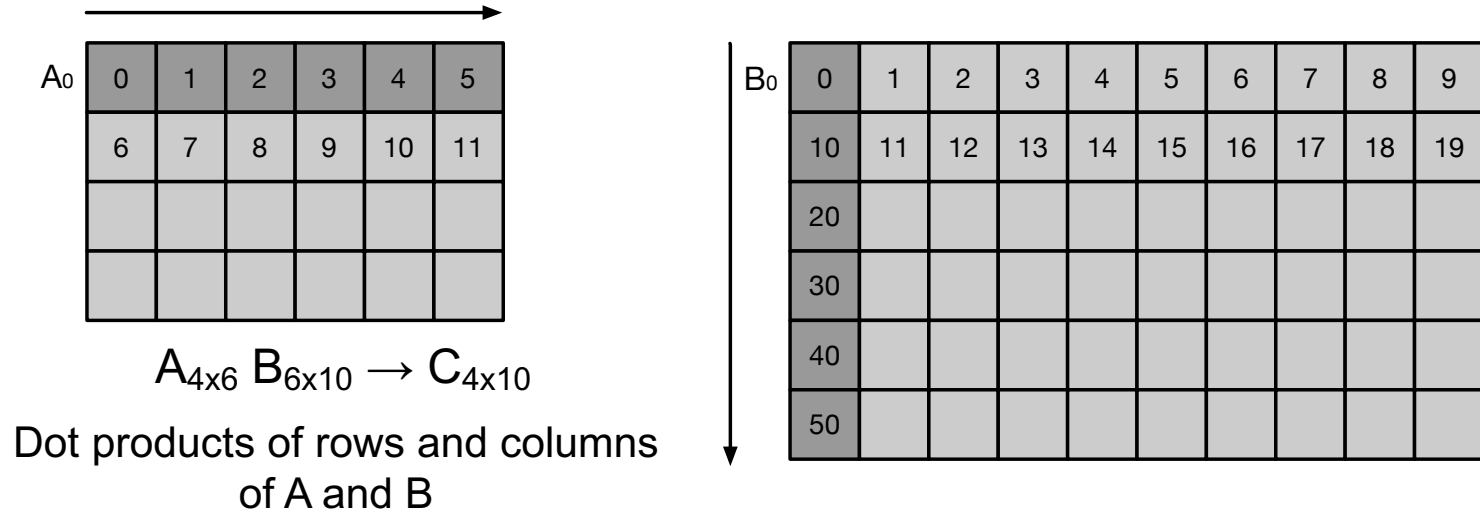 A0 0 1 2 3 4 5
6 7 8 9 10 11
A4x6 B6x10 → C4x10
Dot products of rows and columns
of A and B
B0 0 1 2 3 4 5 6 7 8 9
10 11 12 13 14 15 16 17 18 19
20
30
40
50